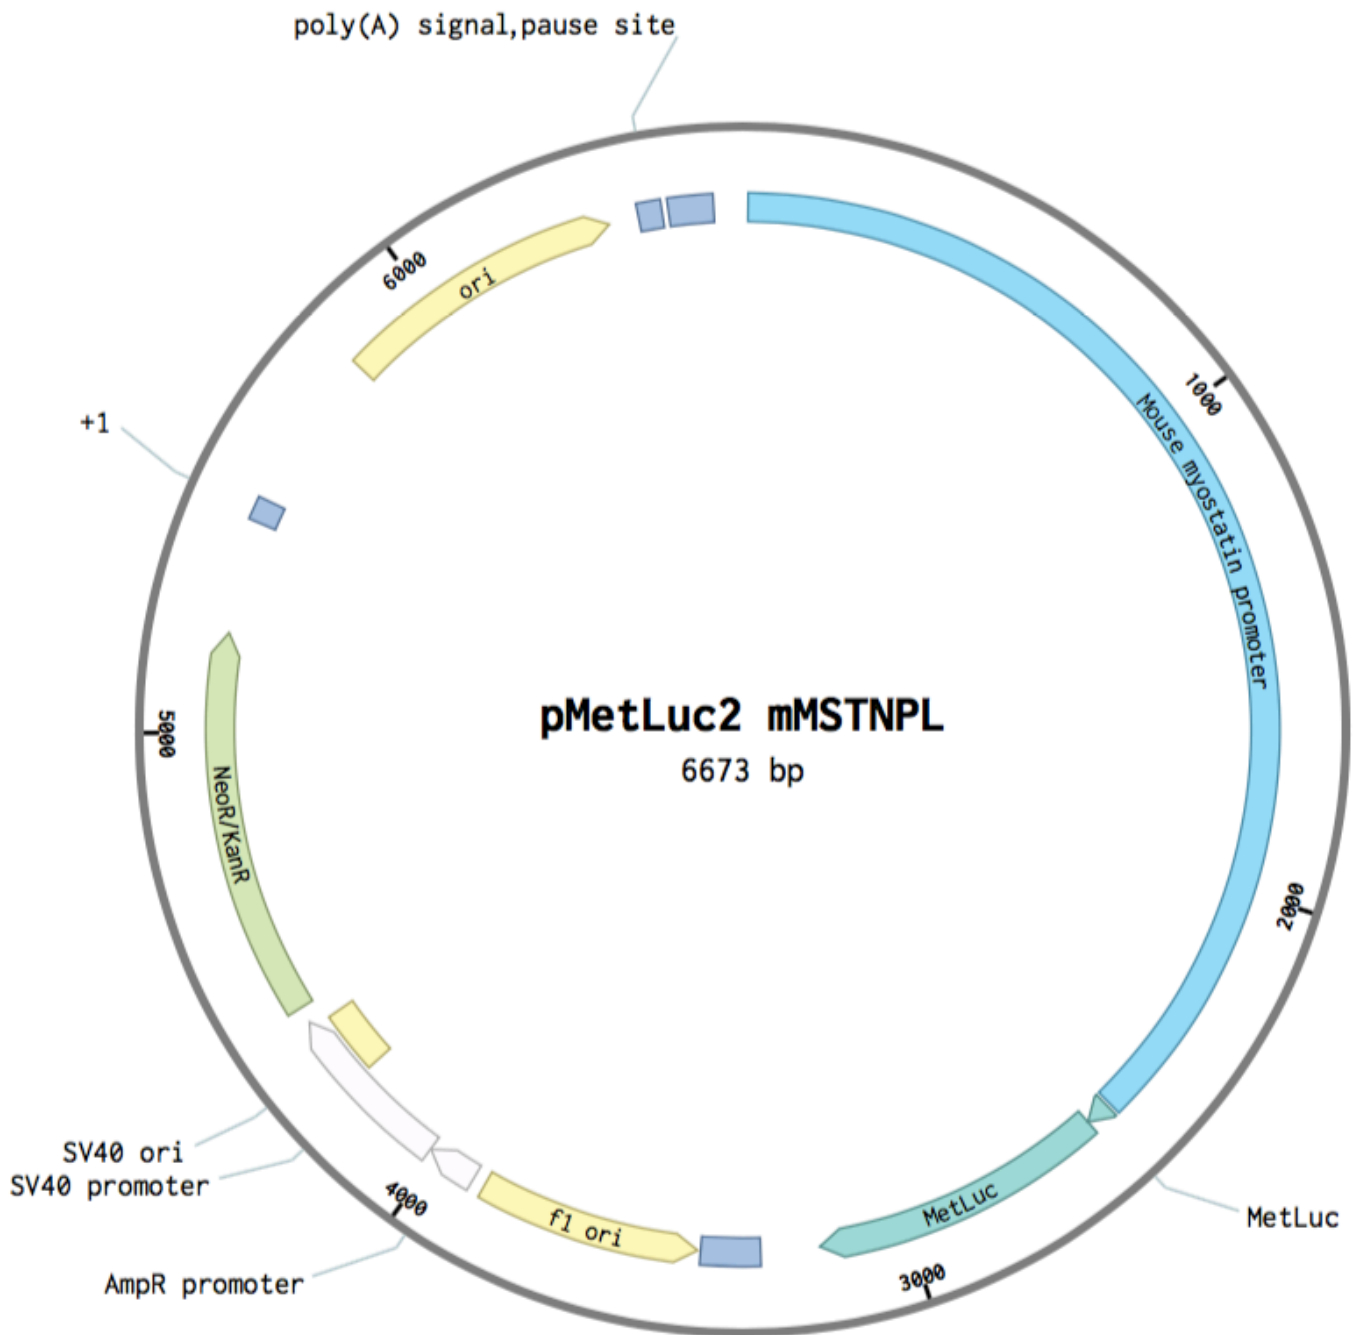 poly(A) signal,pause site
6000
ori
1000
Mouse myostatin promoter
+1
pMetLuc2 mMSTNPL
6673 bp
5000
NeoR/KanR
2000
SV40 ori
SV40 promoter
4000
f1 ori
MetLuc
MetLuc
3000
AmpR promoter